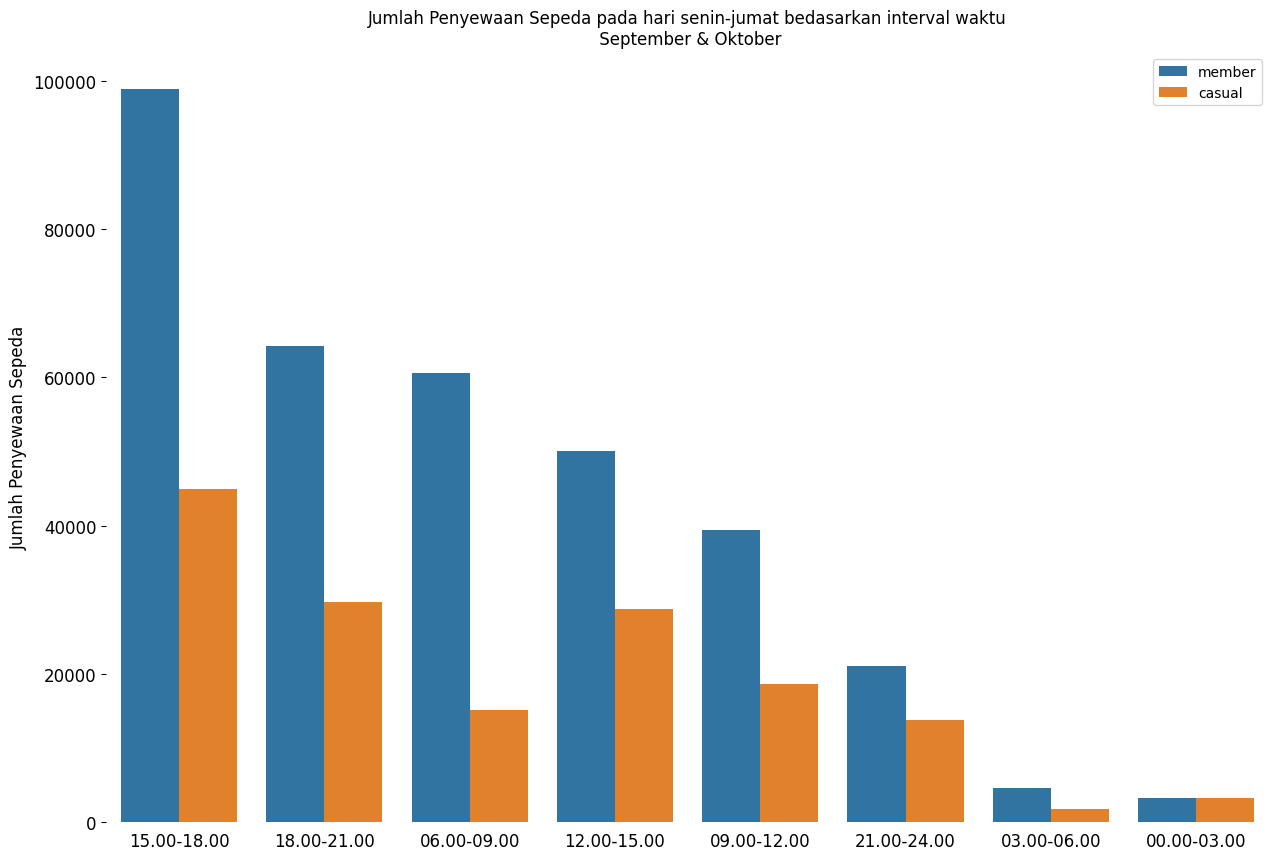 Jumlah Penyewaan Sepeda pada hari senin-jumat bedasarkan interval waktu
September & Oktober
member
casual
Jumlah Penyewaan Sepeda
100000
80000
60000
40000
20000
0
15.00-18.00
18.00-21.00
06.00-09.00
12.00-15.00
09.00-12.00
21.00-24.00
03.00-06.00
00.00-03.00